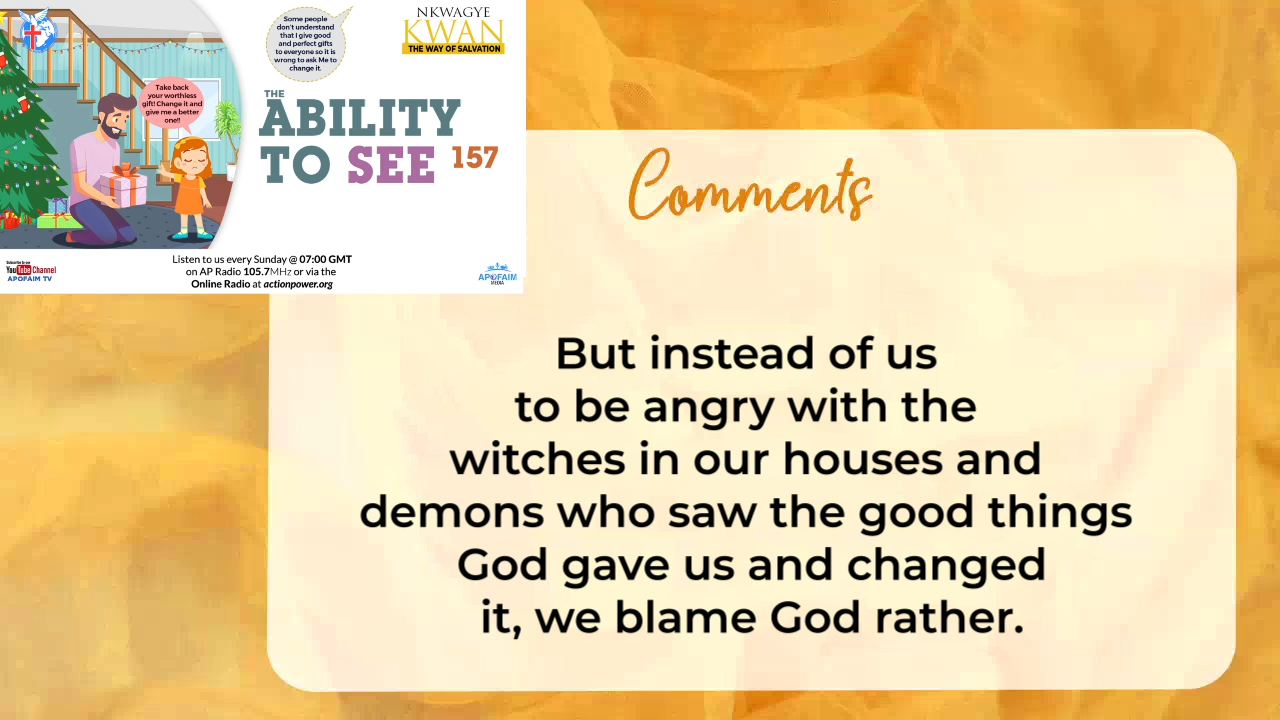 Some people
don't understand
that I give good
and perfect gifts
to everyone so it is
wrong to ask Me to
change it.
NKWAGYE
KWAN
THE WAY OF SALVATION
Take back
your worthless
gift! Change it and
give me a better
one!!
THE
ABILITY
TO SEE 157
Listen to us every Sunday @ 07:00 GMT
on AP Radio 105.7MHz or via the
Online Radio at actionpower.org
YouTube Channel
APOFAIM TV
APOFAIM
MEDIA
Comments
But instead of us
to be angry with the
witches in our houses and
demons who saw the good things
God gave us and changed
it, we blame God rather.